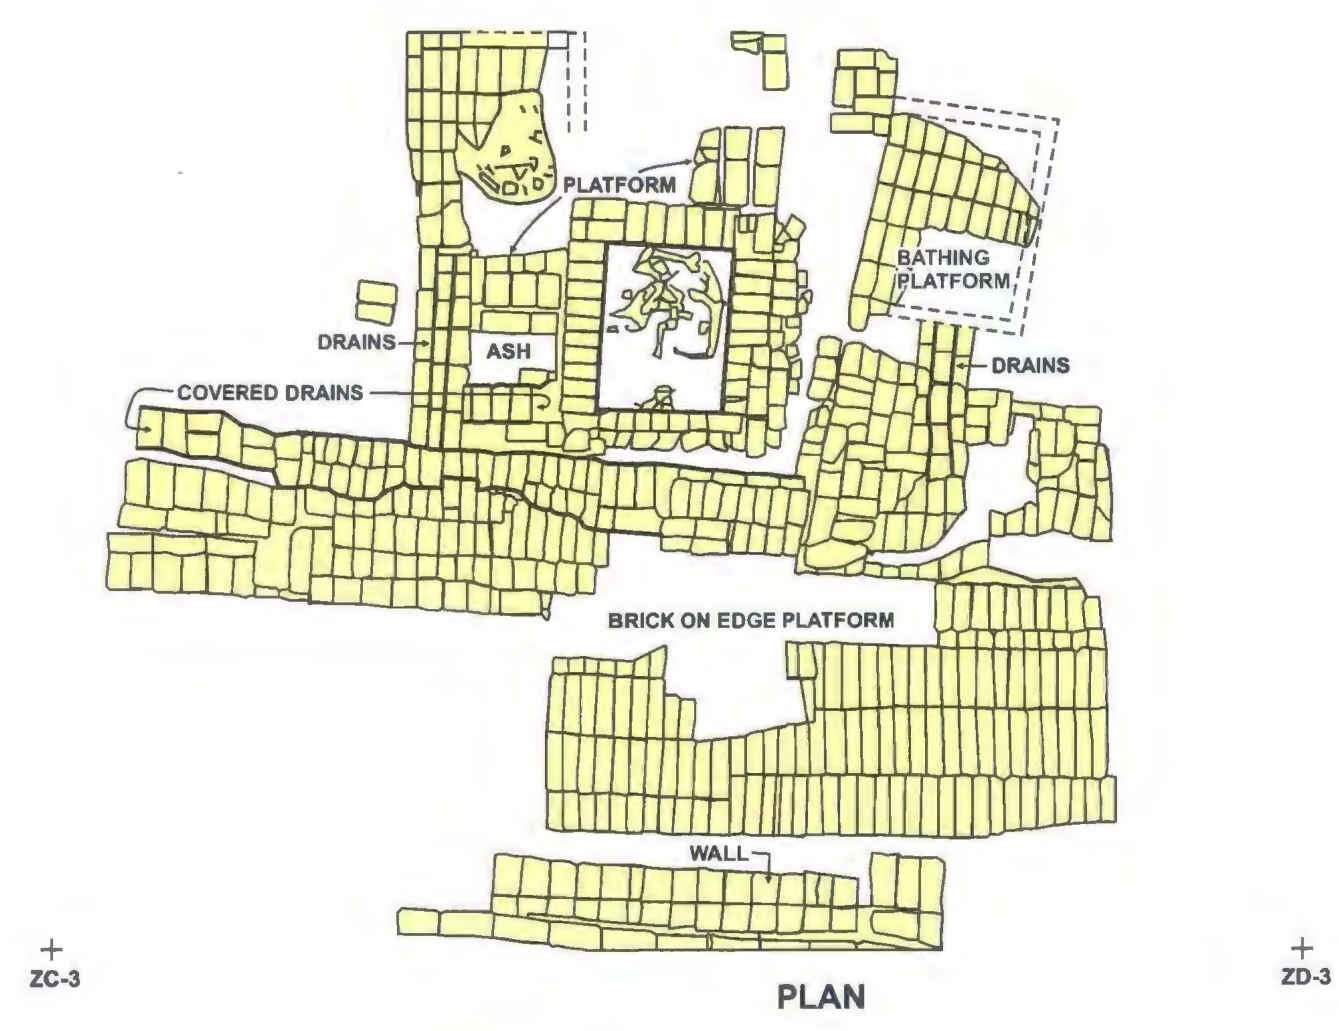 PLATFORM
BATHING
PLATFORM
DRAINS
ASH
DRAINS
COVERED DRAINS
BRICK ON EDGE PLATFORM
WALL
ZC-3
ZD-3
PLAN